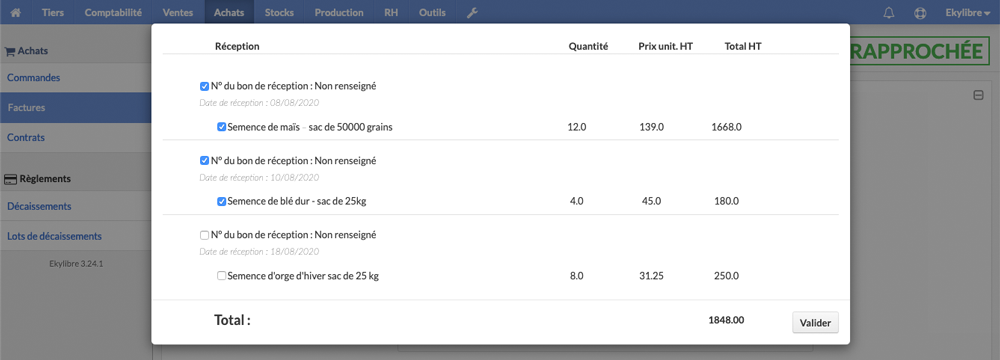 Tiers Comptabilité Ventes Achats Stocks Production RH Outils Ekylibre
Achats
Commandes
Factures
Contrats
Règlements
Décaissements
Lots de décaissements
Ekylibre 3.24.1
RAPPROCHÉE
Réception Quantité Prix unit. HT Total HT
N° du bon de réception : Non renseigné
Date de réception : 08/08/2020
Semence de maïs - sac de 50000 grains 12.0 139.0 1668.0
N° du bon de réception : Non renseigné
Date de réception : 10/08/2020
Semence de blé dur - sac de 25kg 4.0 45.0 180.0
N° du bon de réception : Non renseigné
Date de réception : 18/08/2020
Semence d'orge d'hiver sac de 25 kg 8.0 31.25 250.0
Total : 1848.00
Valider